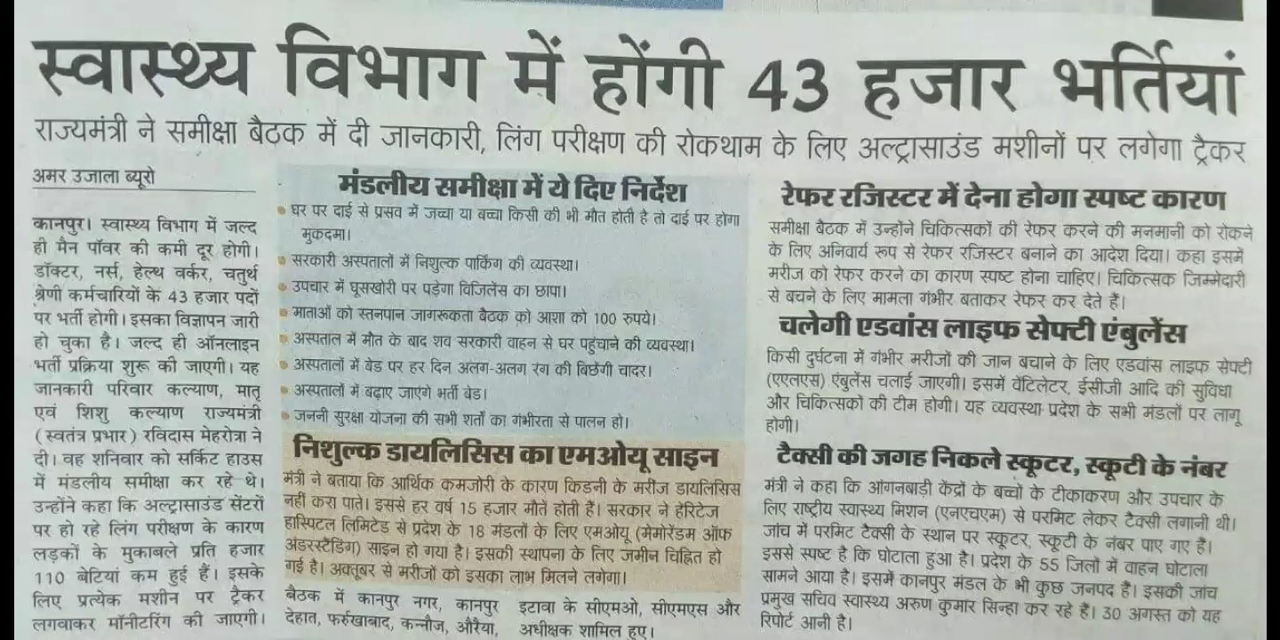 स्वास्थ्य विभाग में होंगी 43 हजार भर्तियां
राज्यमंत्री ने समीक्षा बैठक में दी जानकारी, लिंग परीक्षण की रोकथाम के लिए अल्ट्रासाउंड मशीनों पर लगेगा ट्रैकर
अमर उजाला ब्यूरो
कानपुर। स्वास्थ्य विभाग में जल्द
ही मैन पॉवर की कमी दूर होगी।
डॉक्टर, नर्स, हेल्थ वर्कर, चतुर्थ
श्रेणी कर्मचारियों के 43 हजार पदों
पर भर्ती होगी। इसका विज्ञापन जारी
हो चुका है। जल्द ही ऑनलाइन
भर्ती प्रक्रिया शुरू की जाएगी। यह
जानकारी परिवार कल्याण, मातृ
एवं शिशु कल्याण राज्यमंत्री
(स्वतंत्र प्रभार) रविदास मेहरोत्रा ने
दी। वह शनिवार को सर्किट हाउस
में मंडलीय समीक्षा कर रहे थे।
उन्होंने कहा कि अल्ट्रासाउंड सेंटरों
पर हो रहे लिंग परीक्षण के कारण
लड़कों के मुकाबले प्रति हजार
110 बेटियां कम हुई हैं। इसके
लिए प्रत्येक मशीन पर ट्रैकर
लगवाकर मॉनीटरिंग की जाएगी।
मंडलीय समीक्षा में ये दिए निर्देश
• घर पर दाई से प्रसव में जच्चा या बच्चा किसी की भी मौत होती है तो दाई पर होगा
मुकदमा।
• सरकारी अस्पतालों में निशुल्क पार्किंग की व्यवस्था।
• उपचार में घूसखोरी पर पड़ेगा विजिलेंस का छापा।
• माताओं को स्तनपान जागरूकता बैठक को आशा को 100 रुपये।
• अस्पताल में मौत के बाद शव सरकारी वाहन से घर पहुंचाने की व्यवस्था।
• अस्पतालों में बेड पर हर दिन अलग-अलग रंग की बिछेगी चादर।
• अस्पतालों में बढ़ाए जाएंगे भर्ती बेड।
• जननी सुरक्षा योजना की सभी शर्तों का गंभीरता से पालन हो।
निशुल्क डायलिसिस का एमओयू साइन
मंत्री ने बताया कि आर्थिक कमजोरी के कारण किडनी के मरीज डायलिसिस
नहीं करा पाते। इससे हर वर्ष 15 हजार मौते होती है। सरकार ने हेरिटेज
हास्पिटल लिमिटेड से प्रदेश के 18 मंडलों के लिए एमओयू (मेमोरेंडम ऑफ
अंडरस्टैंडिंग) साइन हो गया है। इसकी स्थापना के लिए जमीन चिह्नित हो
गई है। अक्तूबर से मरीजों को इसका लाभ मिलने लगेगा।
बैठक में कानपुर नगर, कानपुर
देहात, फर्रुखाबाद, कन्नौज, औरैया,
इटावा के सीएमओ, सीएमएस और
अधीक्षक शामिल हुए।
रेफर रजिस्टर में देना होगा स्पष्ट कारण
समीक्षा बैठक में उन्होंने चिकित्सकों की रेफर करने की मनमानी को रोकने
के लिए अनिवार्य रूप से रेफर रजिस्टर बनाने का आदेश दिया। कहा इसमें
मरीज को रेफर करने का कारण स्पष्ट होना चाहिए। चिकित्सक जिम्मेदारी
से बचने के लिए मामला गंभीर बताकर रेफर कर देते हैं।
चलेगी एडवांस लाइफ सेफ्टी एंबुलेंस
किसी दुर्घटना में गंभीर मरीजों की जान बचाने के लिए एडवांस लाइफ सेफ्टी
(एएलएस) एंबुलेंस चलाई जाएगी। इसमें वेंटिलेटर, ईसीजी आदि की सुविधा
और चिकित्सकों की टीम होगी। यह व्यवस्था प्रदेश के सभी मंडलों पर लागू
होगी।
टैक्सी की जगह निकले स्कूटर, स्कूटी के नंबर
मंत्री ने कहा कि आंगनबाड़ी केंद्रों के बच्चों के टीकाकरण और उपचार के
लिए राष्ट्रीय स्वास्थ्य मिशन (एनएचएम) से परमिट लेकर टैक्सी लगानी थी।
जांच में परमिट टैक्सी के स्थान पर स्कूटर, स्कूटी के नंबर पाए गए है।
इससे स्पष्ट है कि घोटाला हुआ है। प्रदेश के 55 जिलों में वाहन घोटाला
सामने आया है। इसमें कानपुर मंडल के भी कुछ जनपद है। इसकी जांच
प्रमुख सचिव स्वास्थ्य अरुण कुमार सिन्हा कर रहे हैं। 30 अगस्त को यह
रिपोर्ट आनी है।